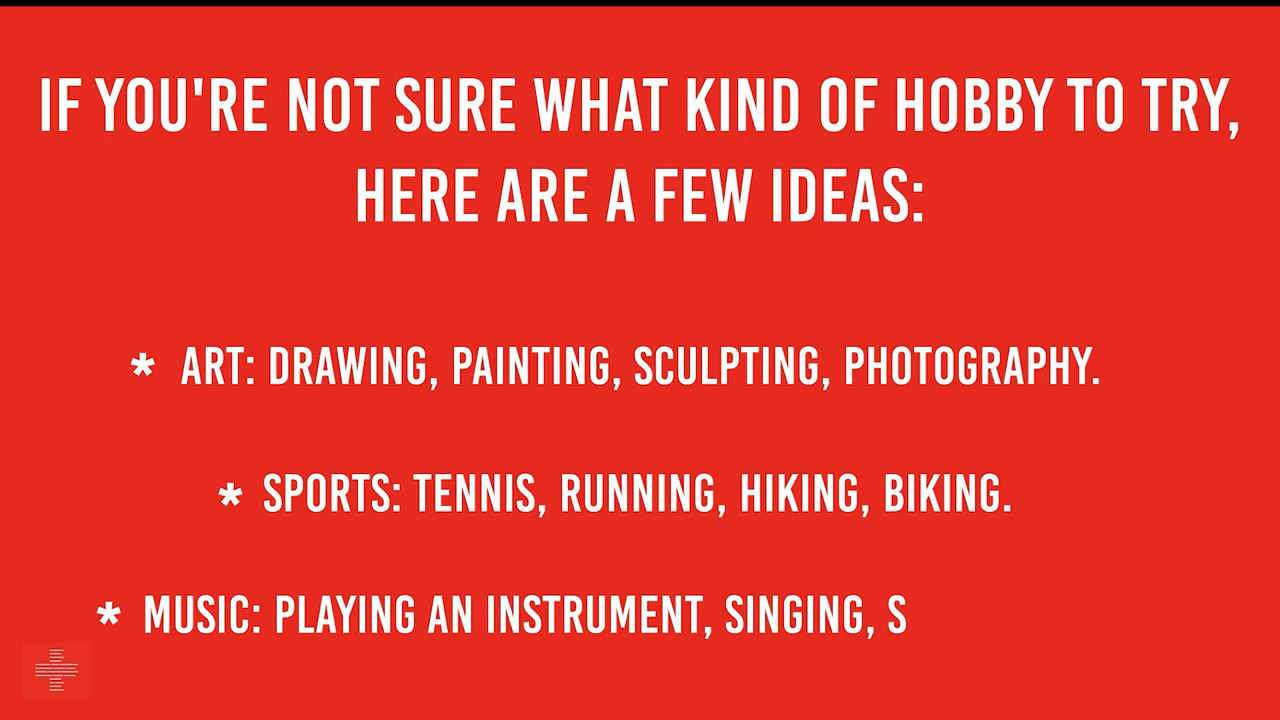 IF YOU'RE NOT SURE WHAT KIND OF HOBBY TO TRY,
HERE ARE A FEW IDEAS:
* ART: DRAWING, PAINTING, SCULPTING, PHOTOGRAPHY.
* SPORTS: TENNIS, RUNNING, HIKING, BIKING.
* MUSIC: PLAYING AN INSTRUMENT, SINGING, S